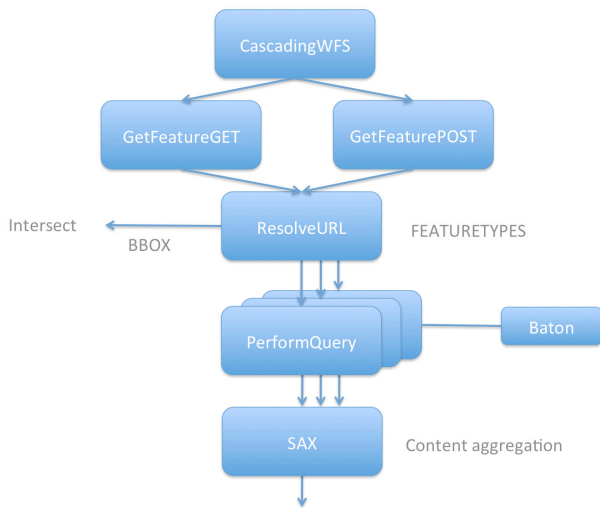 CascadingWFS
GetFeatureGET
GetFeaturePOST
Intersect
BBOX
ResolveURL
FEATURETYPES
PerformQuery
Baton
SAX
Content aggregation